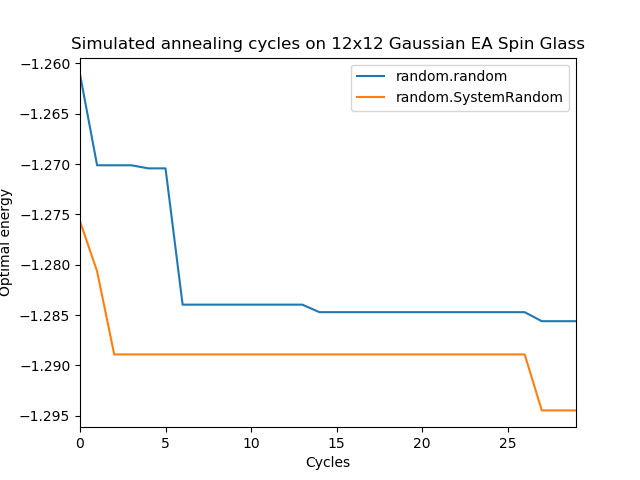 Simulated annealing cycles on 12x12 Gaussian EA Spin Glass
random.random
random.SystemRandom
−1.260
−1.265
−1.270
−1.275
−1.280
−1.285
−1.290
−1.295
Optimal energy
0 5 10 15 20 25
Cycles